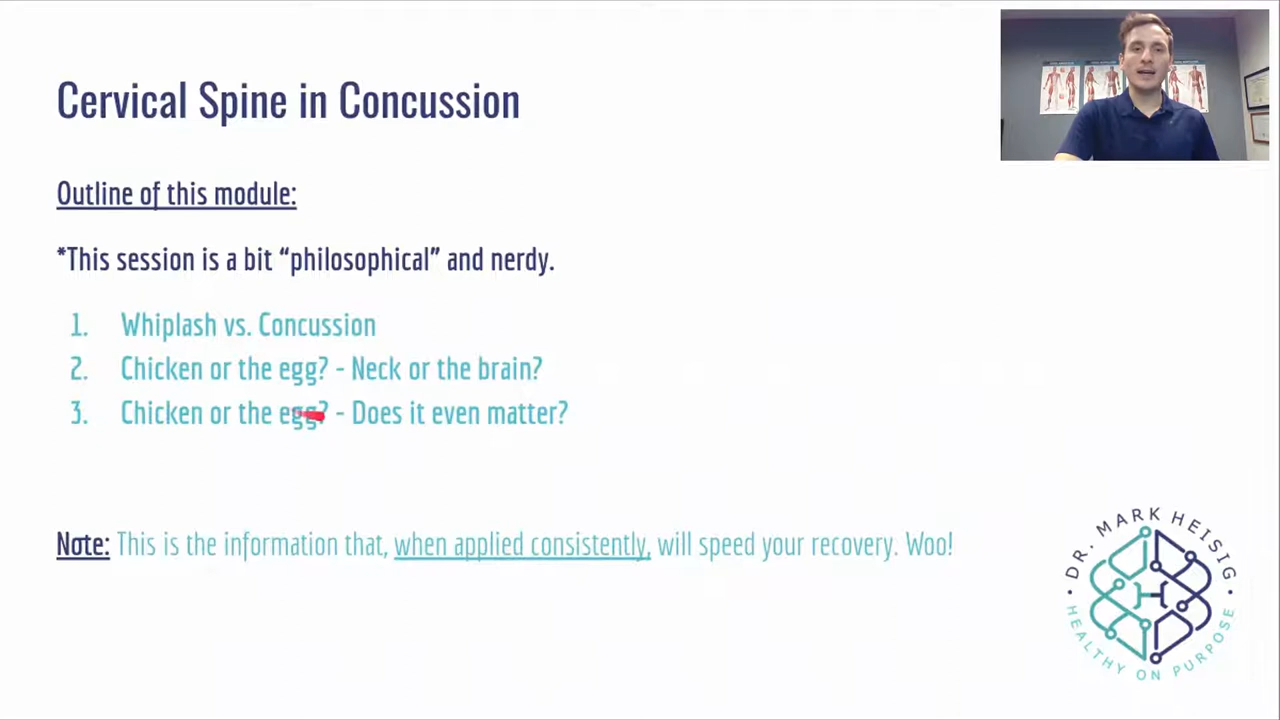 Cervical Spine in Concussion
Outline of this module:
*This session is a bit “philosophical” and nerdy.
1. Whiplash vs. Concussion
2. Chicken or the egg? - Neck or the brain?
3. Chicken or the egg? - Does it even matter?
Note: This is the information that, when applied consistently, will speed your recovery. Woo!
DR. MARK HEISIG
HEALTHY ON PURPOSE